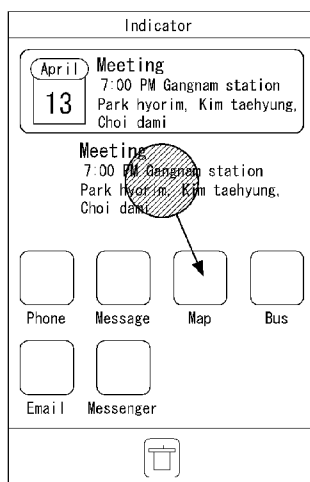 Indicator
April
13
Meeting
7:00 PM Gangnam station
Park hyorim, Kim taehyung,
Choi dami
Meeting
7:00 PM Gangnam station
Park hyorim, Kim taehyung,
Choi dami
Phone Message Map Bus
Email Messenger